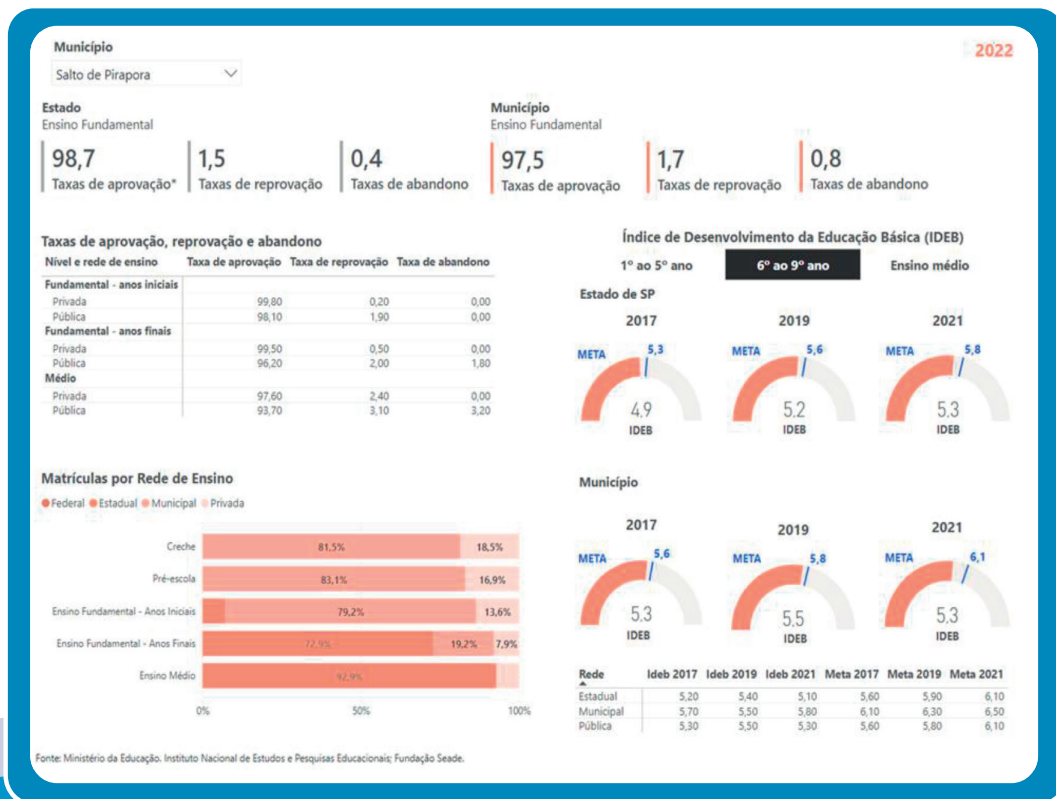 Município
2022
Salto de Pirapora
Estado
Ensino Fundamental
98,7
Taxas de aprovação*
1,5
Taxas de reprovação
0,4
Taxas de abandono
Município
Ensino Fundamental
97,5
Taxas de aprovação
1,7
Taxas de reprovação
0,8
Taxas de abandono
Taxas de aprovação, reprovação e abandono
Nível e rede de ensino Taxa de aprovação Taxa de reprovação Taxa de abandono
Fundamental - anos iniciais
Privada 99,80 0,20 0,00
Pública 98,10 1,90 0,00
Fundamental - anos finais
Privada 99,50 0,50 0,00
Pública 96,20 2,00 1,80
Médio
Privada 97,60 2,40 0,00
Pública 93,70 3,10 3,20
Índice de Desenvolvimento da Educação Básica (IDEB)
1º ao 5º ano 6º ao 9º ano Ensino médio
Estado de SP
2017 2019 2021
META 5,3 META 5,6 META 5,8
4.9 5.2 5.3
IDEB IDEB IDEB
Matrículas por Rede de Ensino
Federal Estadual Municipal Privada
Creche 81,5% 18,5%
Pré-escola 83,1% 16,9%
Ensino Fundamental - Anos Iniciais 79,2% 13,6%
Ensino Fundamental - Anos Finais 72,9% 19,2% 7,9%
Ensino Médio 92,9%
0% 50% 100%
Município
2017 2019 2021
META 5,6 META 5,8 META 6,1
5.3 5.5 5.3
IDEB IDEB IDEB
Rede Ideb 2017 Ideb 2019 Ideb 2021 Meta 2017 Meta 2019 Meta 2021
Estadual 5,20 5,40 5,10 5,60 5,90 6,10
Municipal 5,70 5,50 5,80 6,10 6,30 6,50
Pública 5,30 5,50 5,30 5,60 5,80 6,10
Fonte: Ministério da Educação. Instituto Nacional de Estudos e Pesquisas Educacionais; Fundação Seade.